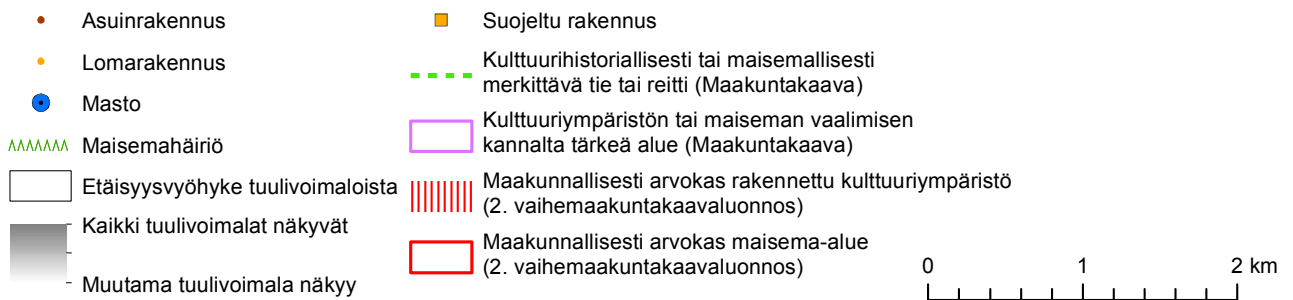 Asuinrakennus
Lomarakennus
Masto
Maisemahäiriö
Etäisyysvyöhyke tuulivoimaloista
Kaikki tuulivoimalat näkyvät
Muutama tuulivoimala näkyy
Suojeltu rakennus
Kulttuurihistoriallisesti tai maisemallisesti
merkittävä tie tai reitti (Maakuntakaava)
Kulttuuriympäristön tai maiseman vaalimisen
kannalta tärkeä alue (Maakuntakaava)
Maakunnallisesti arvokas rakennettu kulttuuriympäristö
(2. vaihemaakuntakaavaluonnos)
Maakunnallisesti arvokas maisema-alue
(2. vaihemaakuntakaavaluonnos)
0 1 2 km